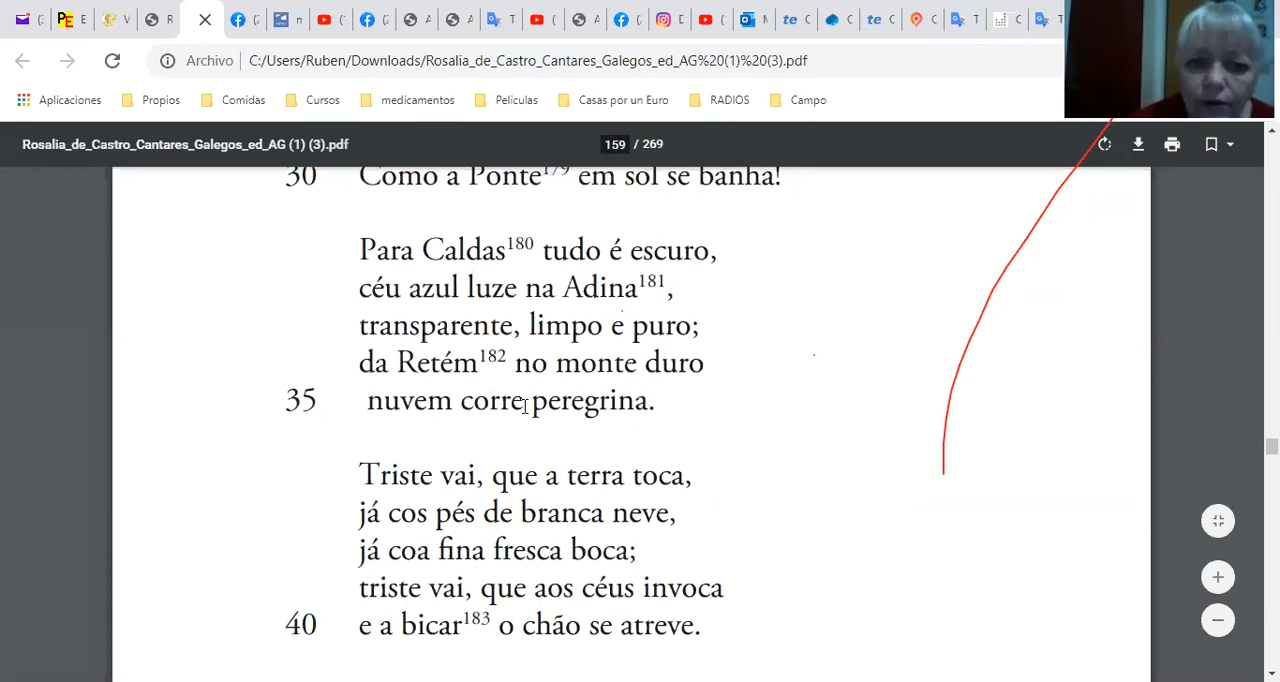 Archivo C:/Users/Ruben/Downloads/Rosalia_de_Castro_Cantares_Galegos_ed_AG%20(1)%20(3).pdf
Aplicaciones Propios Comidas Cursos medicamentos Peliculas Casas por un Euro RADIOS Campo
Rosalia_de_Castro_Cantares_Galegos_ed_AG (1) (3).pdf 159 / 269
30 Como a Ponte179 em sol se banha!
Para Caldas180 tudo é escuro,
céu azul luze na Adina181,
transparente, limpo e puro;
da Retém182 no monte duro
35 nuvem corre peregrina.
Triste vai, que a terra toca,
já cos pés de branca neve,
já coa fina fresca boca;
triste vai, que aos céus invoca
40 e a bicar183 o chão se atreve.